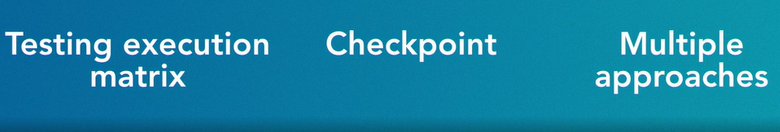 Testing execution
matrix
Checkpoint
Multiple
approaches